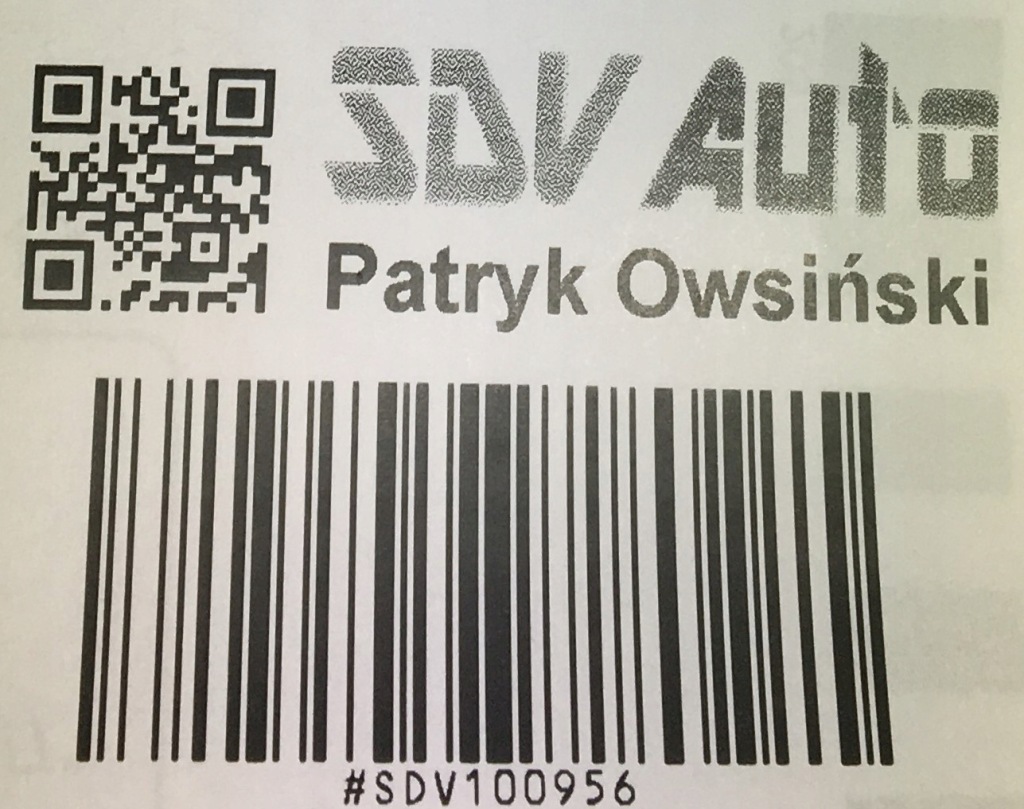 SDV Auto
Patryk Owsiński
#SDV100956